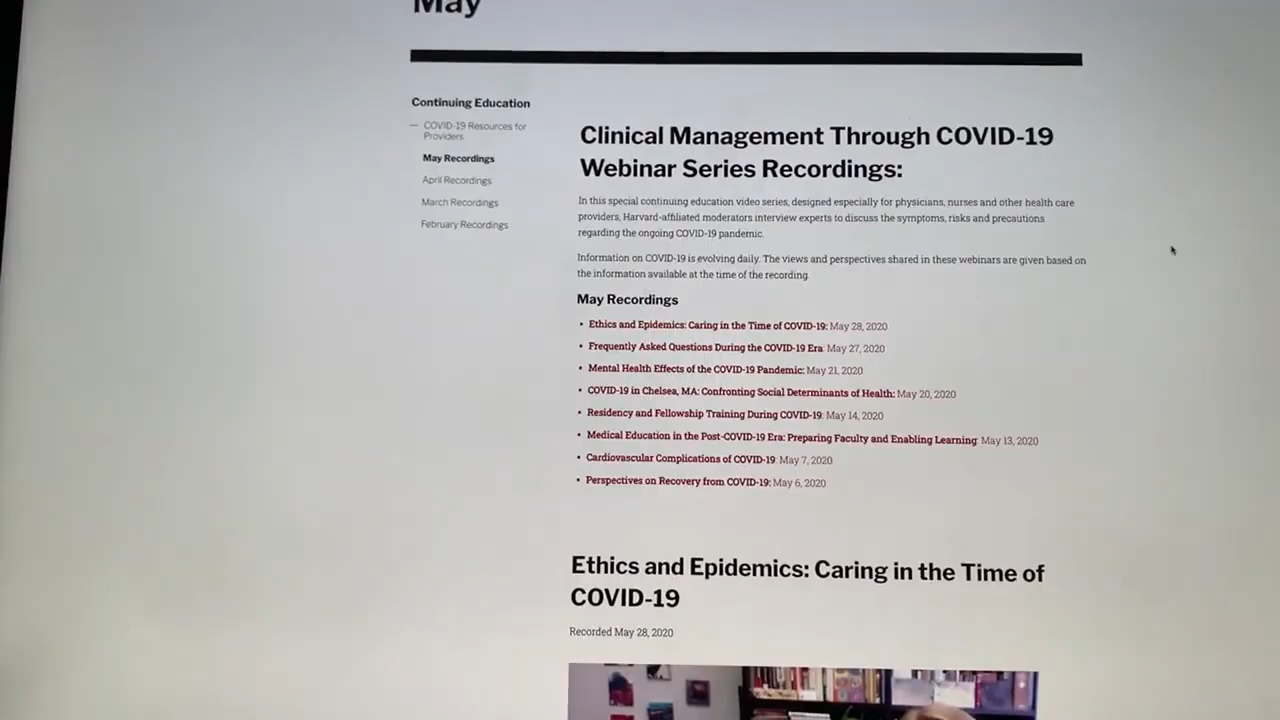 May
Continuing Education
— COVID-19 Resources for
Providers
May Recordings
April Recordings
March Recordings
February Recordings
Clinical Management Through COVID-19
Webinar Series Recordings:
In this special continuing education video series, designed especially for physicians, nurses and other health care
providers, Harvard-affiliated moderators interview experts to discuss the symptoms, risks and precautions
regarding the ongoing COVID-19 pandemic.
Information on COVID-19 is evolving daily. The views and perspectives shared in these webinars are given based on
the information available at the time of the recording.
May Recordings
• Ethics and Epidemics: Caring in the Time of COVID-19: May 28, 2020
• Frequently Asked Questions During the COVID-19 Era: May 27, 2020
• Mental Health Effects of the COVID-19 Pandemic: May 21, 2020
• COVID-19 in Chelsea, MA: Confronting Social Determinants of Health: May 20, 2020
• Residency and Fellowship Training During COVID-19: May 14, 2020
• Medical Education in the Post-COVID-19 Era: Preparing Faculty and Enabling Learning: May 13, 2020
• Cardiovascular Complications of COVID-19: May 7, 2020
• Perspectives on Recovery from COVID-19: May 6, 2020
Ethics and Epidemics: Caring in the Time of
COVID-19
Recorded May 28, 2020